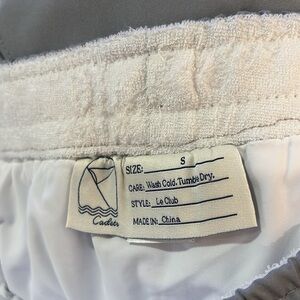 SIZE: S
CARE: Wash Cold. Tumble Dry.
STYLE: Le Club
MADE IN: China